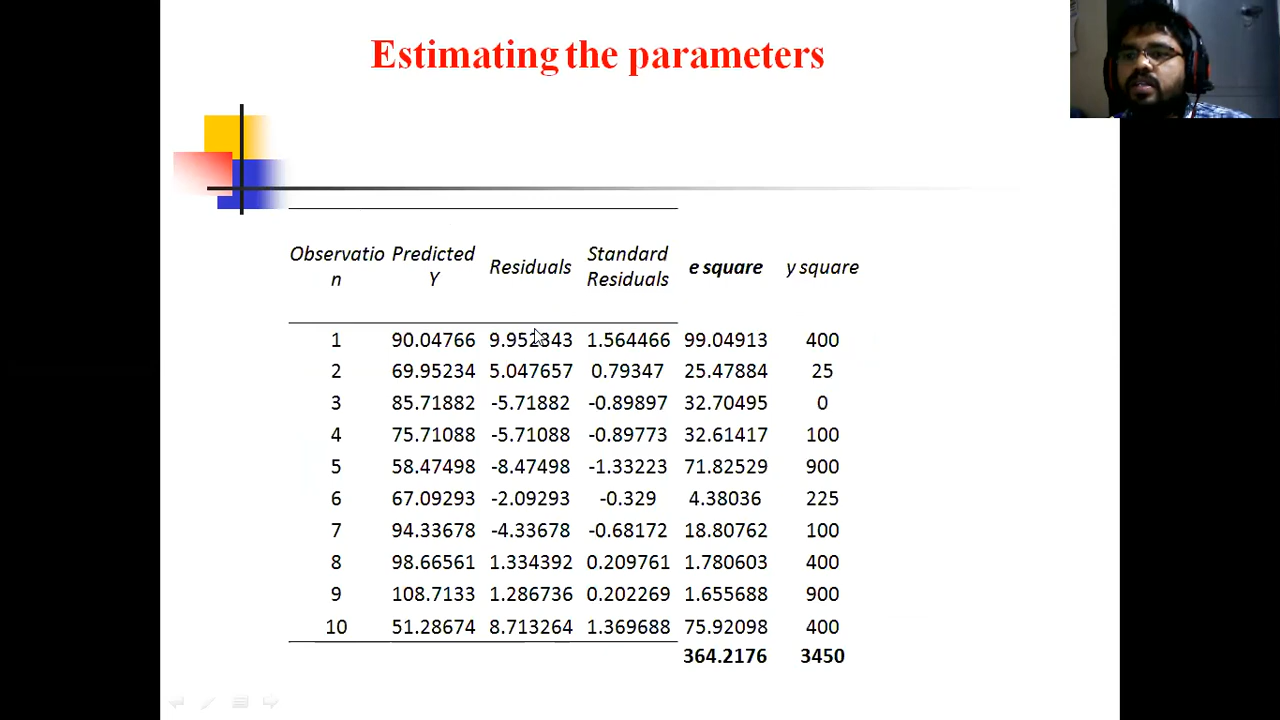 Estimating the parameters
Observatio Predicted Residuals Standard e square y square
n Y Residuals
1 90.04766 9.952343 1.564466 99.04913 400
2 69.95234 5.047657 0.79347 25.47884 25
3 85.71882 -5.71882 -0.89897 32.70495 0
4 75.71088 -5.71088 -0.89773 32.61417 100
5 58.47498 -8.47498 -1.33223 71.82529 900
6 67.09293 -2.09293 -0.329 4.38036 225
7 94.33678 -4.33678 -0.68172 18.80762 100
8 98.66561 1.334392 0.209761 1.780603 400
9 108.7133 1.286736 0.202269 1.655688 900
10 51.28674 8.713264 1.369688 75.92098 400
364.2176 3450